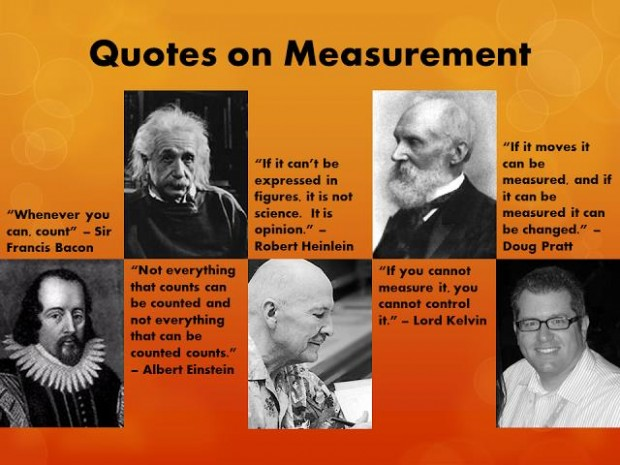 Quotes on Measurement
“Whenever you
can, count” – Sir
Francis Bacon
“Not everything
that counts can
be counted and
not everything
that can be
counted counts.”
– Albert Einstein
“If it can’t be
expressed in
figures, it is not
science.  It is
opinion.” –
Robert Heinlein
“If you cannot
measure it, you
cannot control
it.” – Lord Kelvin
“If it moves it
can be
measured, and if
it can be
measured it can
be changed.” –
Doug Pratt